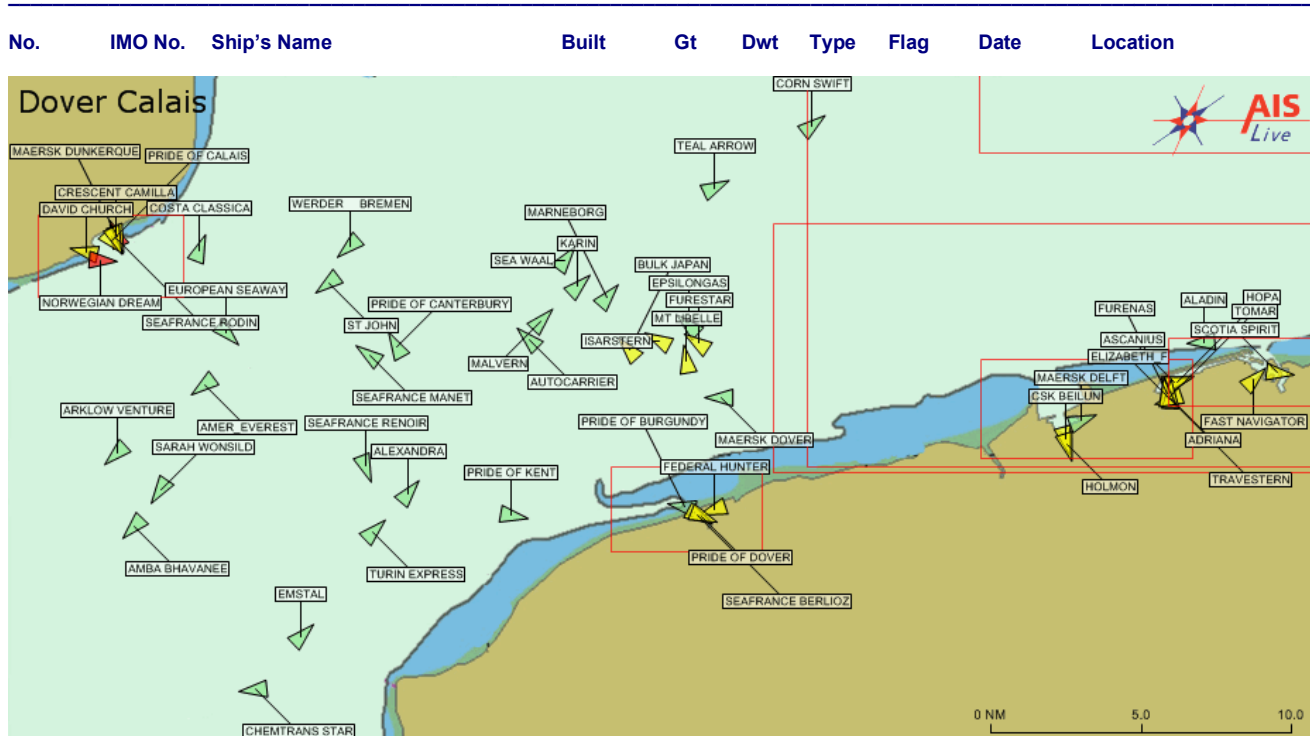 No. IMO No. Ship's Name Built Gt Dwt Type Flag Date Location
Dover Calais
AIS
Live
CORN SWIFT
TEAL ARROW
MAERSK DUNKERQUE
PRIDE OF CALAIS
CRESCENT CAMILLA
DAVID CHURCH
COSTA CLASSICA
WERDER BREMEN
MARNEBORG
KARIN
SEA WAAL
BULK JAPAN
EPSILONGAS
FURESTAR
MT LIBELLE
ISARSTERN
EUROPEAN SEAWAY
NORWEGIAN DREAM
SEAFRANCE RODIN
PRIDE OF CANTERBURY
ST JOHN
MALVERN
AUTOCARRIER
SEAFRANCE MANET
FURENAS
ALADIN
HOPA
TOMAR
SCOTIA SPIRIT
ASCANIUS
ELIZABETH F
MAERSK DELFT
CSK BEILUN
ARKLOW VENTURE
AMER_EVEREST
SARAH WONSILD
SEAFRANCE RENOIR
ALEXANDRA
PRIDE OF BURGUNDY
MAERSK DOVER
FAST NAVIGATOR
ADRIANA
TRAVESTERN
HOLMON
PRIDE OF KENT
FEDERAL HUNTER
AMBA BHAVANEE
TURIN EXPRESS
PRIDE OF DOVER
SEAFRANCE BERLIOZ
EMSTAL
CHEMTRANS STAR
0 NM 5.0 10.0